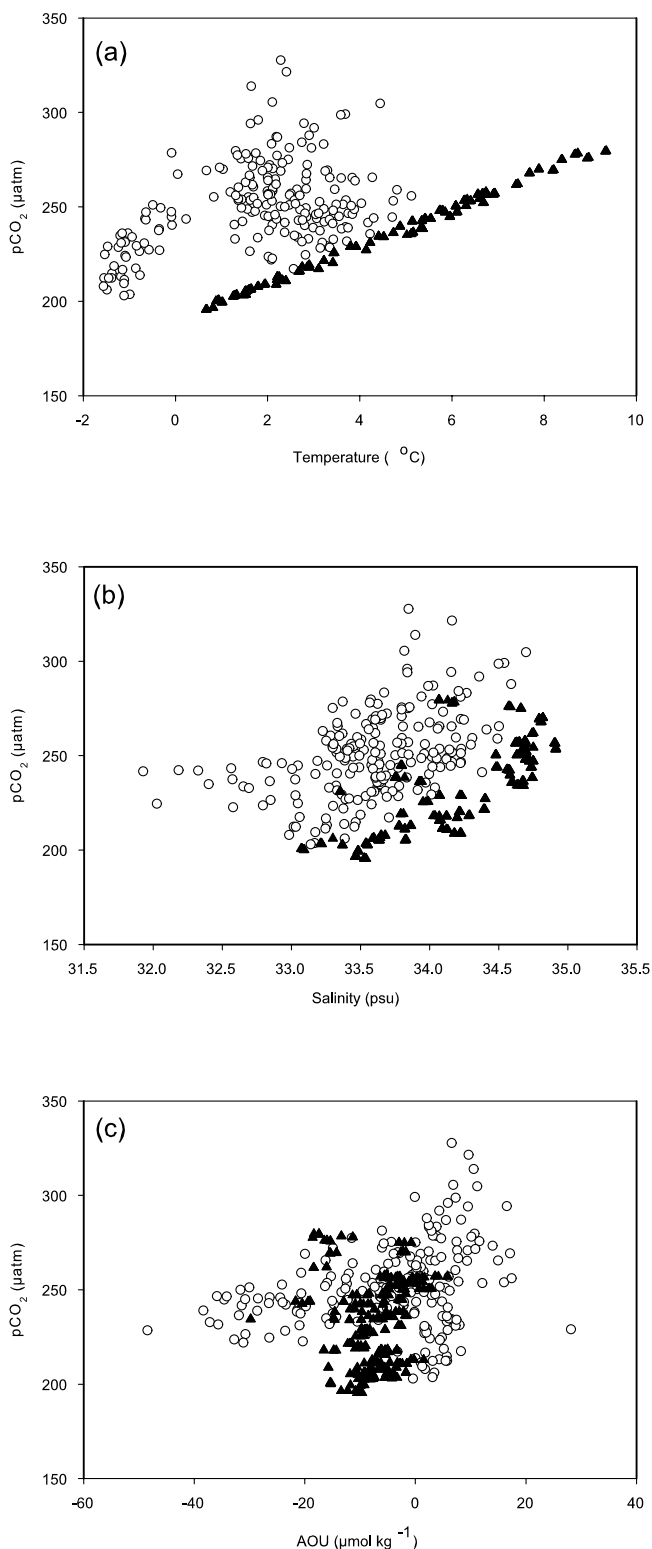 350
(a)
300
250
200
150
pCO2 (µatm)
-2 0 2 4 6 8 10
Temperature ( oC)
350
(b)
300
250
200
150
pCO2 (µatm)
31.5 32.0 32.5 33.0 33.5 34.0 34.5 35.0 35.5
Salinity (psu)
350
(c)
300
250
200
150
pCO2 (µatm)
-60 -40 -20 0 20 40
AOU (µmol kg -1)